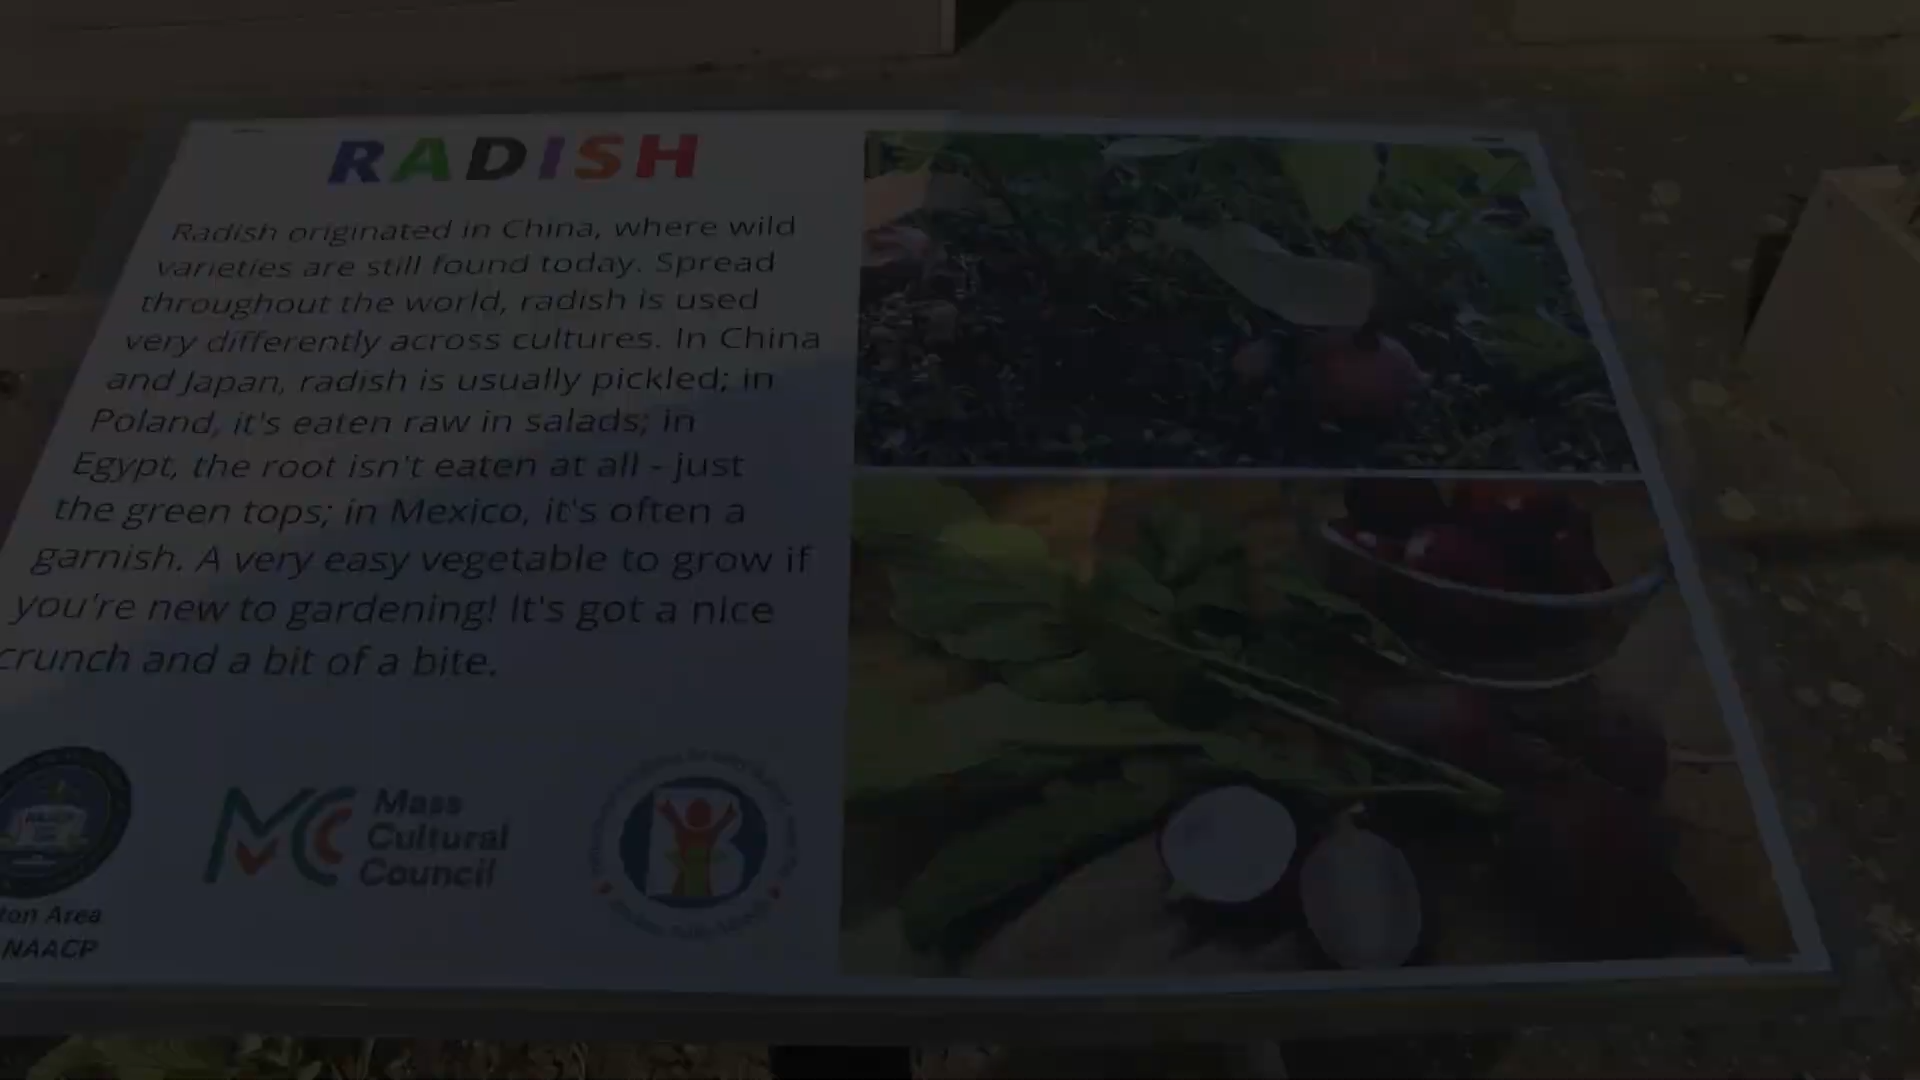 RADISH
Radish originated in China, where wild
varieties are still found today. Spread
throughout the world, radish is used
very differently across cultures. In China
and Japan, radish is usually pickled; in
Poland, it's eaten raw in salads; in
Egypt, the root isn't eaten at all - just
the green tops; in Mexico, it's often a
garnish. A very easy vegetable to grow if
you're new to gardening! It's got a nice
crunch and a bit of a bite.
Mass
Cultural
Council
ton Area
NAACP